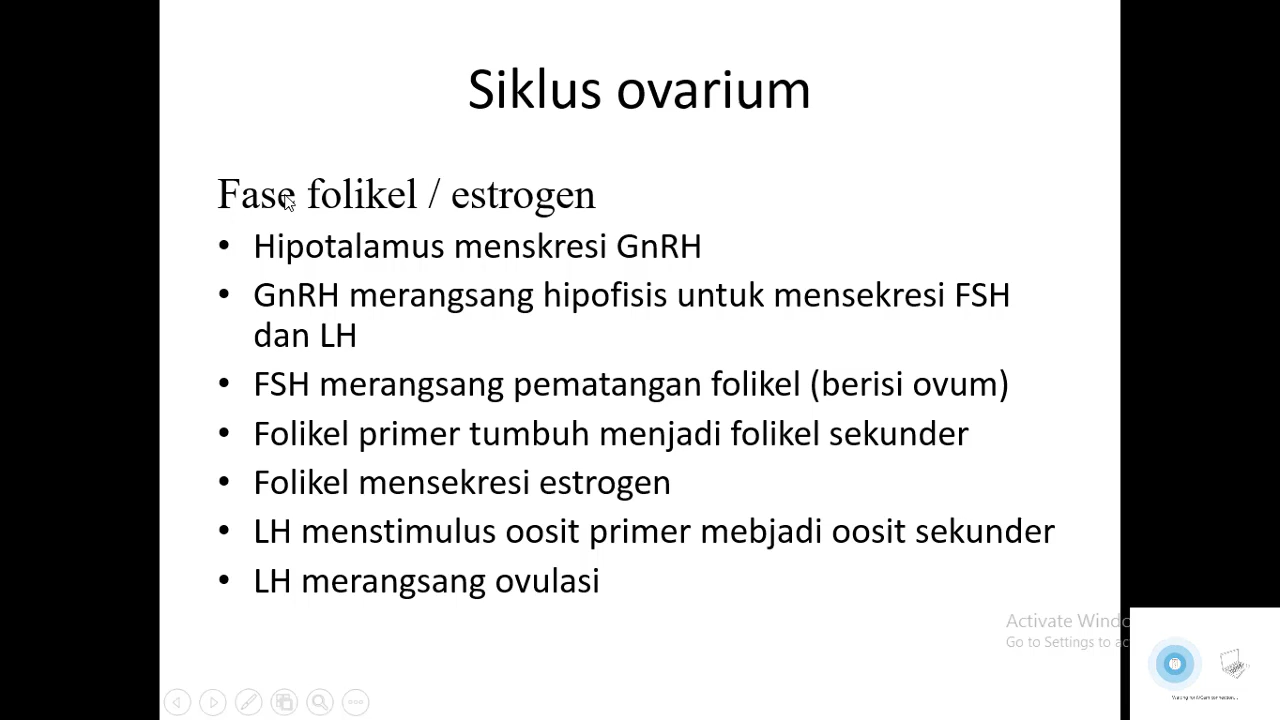 Siklus ovarium
Fase folikel / estrogen
• Hipotalamus menskresi GnRH
• GnRH merangsang hipofisis untuk mensekresi FSH
dan LH
• FSH merangsang pematangan folikel (berisi ovum)
• Folikel primer tumbuh menjadi folikel sekunder
• Folikel mensekresi estrogen
• LH menstimulus oosit primer mebjadi oosit sekunder
• LH merangsang ovulasi
Activate Windo
Go to Settings to ac